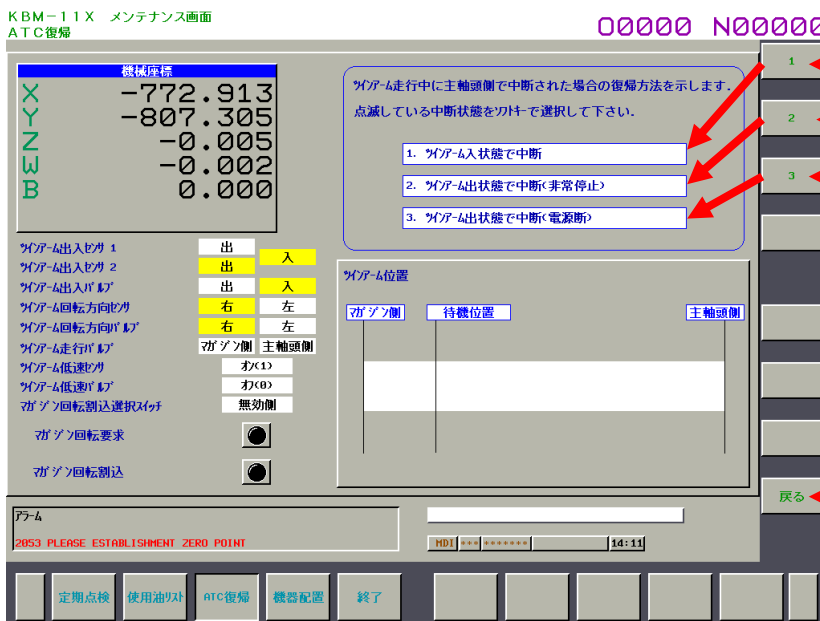 KBM-11X メンテナンス画面
ATC復帰
O0000 N00000
機械座標
X -772.913
Y -807.305
Z -0.005
W -0.002
B 0.000
ﾂｲﾝｱｰﾑ走行中に主軸頭側で中断された場合の復帰方法を示します.
点滅している中断状態をｿﾌﾄｷｰで選択して下さい.
1. ﾂｲﾝｱｰﾑ入状態で中断
2. ﾂｲﾝｱｰﾑ出状態で中断(非常停止)
3. ﾂｲﾝｱｰﾑ出状態で中断(電源断)
1
2
3
ﾂｲﾝｱｰﾑ出入ｾﾝｻ 1 出
ﾂｲﾝｱｰﾑ出入ｾﾝｻ 2 出 入
ﾂｲﾝｱｰﾑ出入ﾊﾞﾙﾌﾞ 出 入
ﾂｲﾝｱｰﾑ回転方向ｾﾝｻ 右 左
ﾂｲﾝｱｰﾑ回転方向ﾊﾞﾙﾌﾞ 右 左
ﾂｲﾝｱｰﾑ走行ﾊﾞﾙﾌﾞ ﾏｶﾞｼﾞﾝ側 主軸頭側
ﾂｲﾝｱｰﾑ低速ｾﾝｻ ｵﾝ(1)
ﾂｲﾝｱｰﾑ低速ﾊﾞﾙﾌﾞ ｵﾌ(0)
ﾏｶﾞｼﾞﾝ回転割込選択ｽｲｯﾁ 無効側
ﾏｶﾞｼﾞﾝ回転要求
ﾏｶﾞｼﾞﾝ回転割込
ﾂｲﾝｱｰﾑ位置
ﾏｶﾞｼﾞﾝ側 待機位置 主軸頭側
戻る
ｱﾗｰﾑ
2053 PLEASE ESTABLISHMENT ZERO POINT
MDI *** ******* 14:11
定期点検 使用油ﾘｽﾄ ATC復帰 機器配置 終了